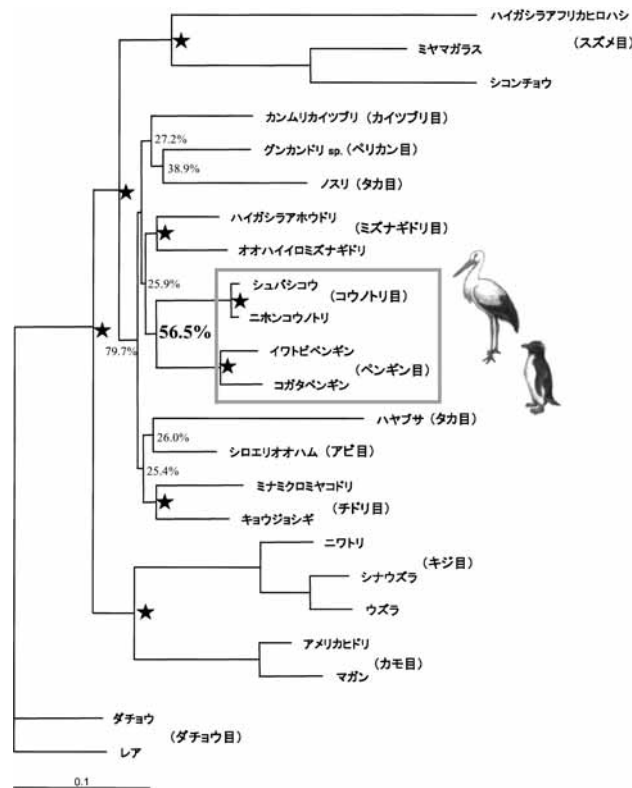 ハイガシラアフリカヒロハシ
(スズメ目)
ミヤマガラス
シコンチョウ
カンムリカイツブリ (カイツブリ目)
27.2%
グンカンドリ sp. (ペリカン目)
38.9%
ノスリ (タカ目)
ハイガシラアホウドリ
(ミズナギドリ目)
オオハイイロミズナギドリ
25.9%
シュバシコウ
(コウノトリ目)
ニホンコウノトリ
56.5%
79.7%
イワトビペンギン
(ペンギン目)
コガタペンギン
ハヤブサ (タカ目)
26.0%
シロエリオオハム (アビ目)
25.4%
ミナミクロミヤコドリ
(チドリ目)
キョウジョシギ
ニワトリ
(キジ目)
シナウズラ
ウズラ
アメリカヒドリ
(カモ目)
マガン
ダチョウ
(ダチョウ目)
レア
0.1